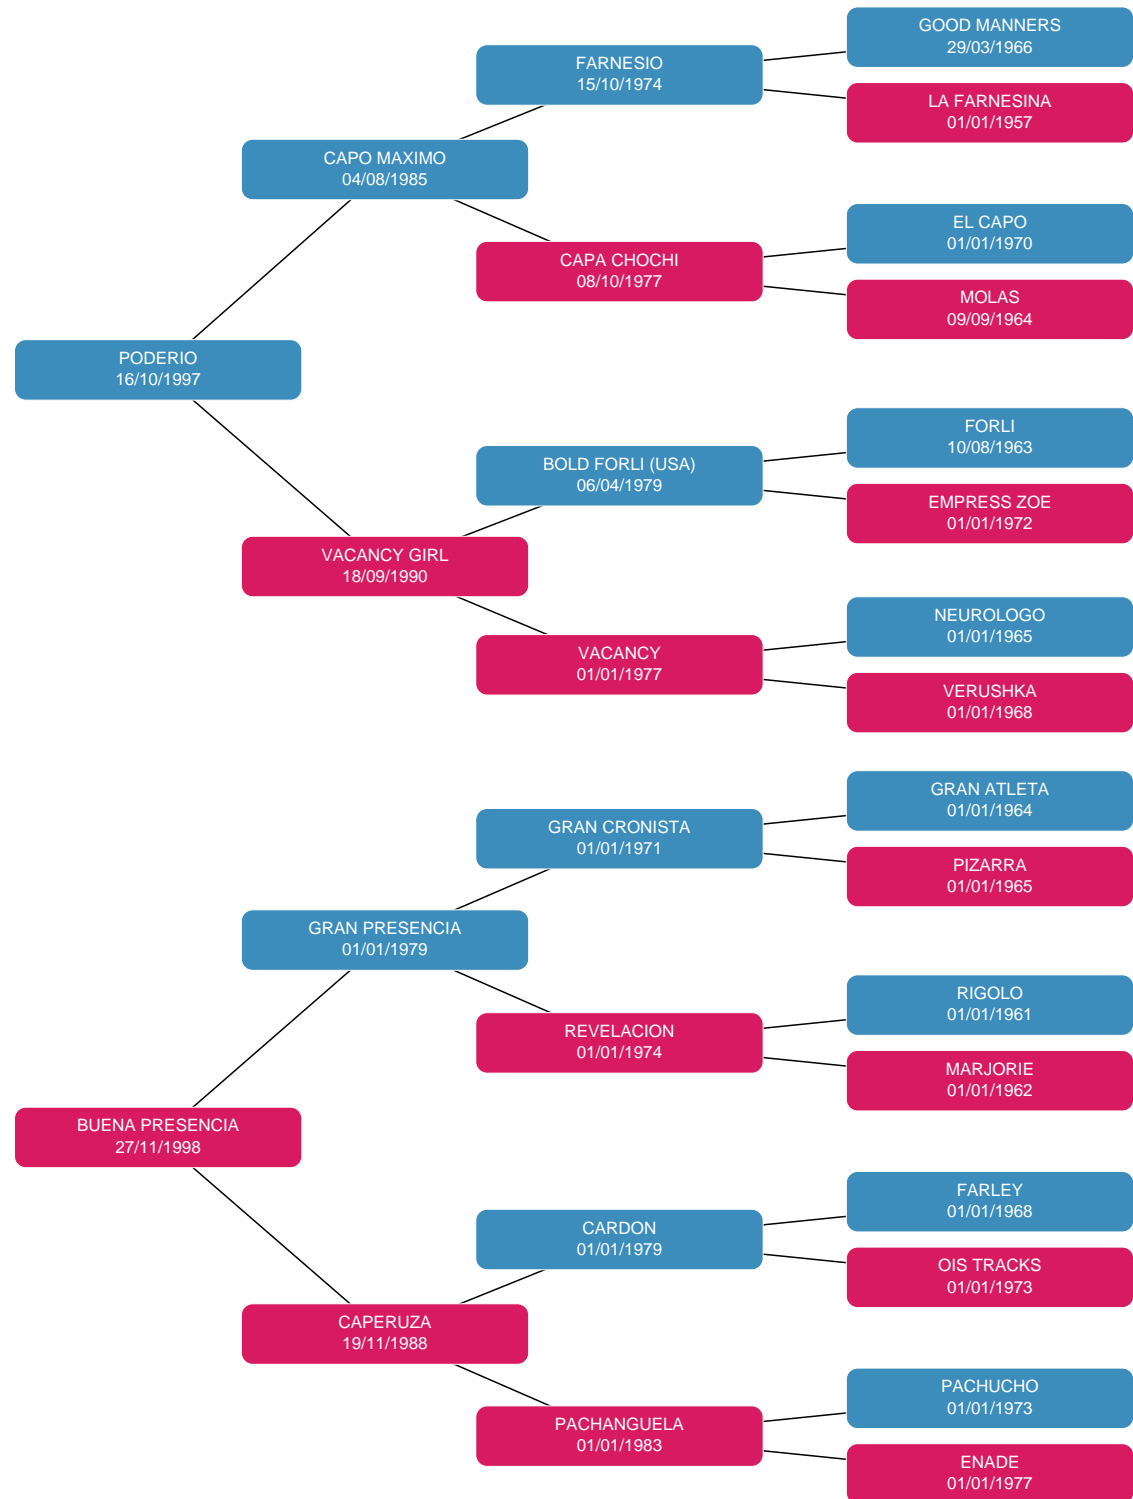 GOOD MANNERS
29/03/1966
FARNESIO
15/10/1974
LA FARNESINA
01/01/1957
CAPO MAXIMO
04/08/1985
EL CAPO
01/01/1970
CAPA CHOCHI
08/10/1977
MOLAS
09/09/1964
PODERIO
16/10/1997
FORLI
10/08/1963
BOLD FORLI (USA)
06/04/1979
EMPRESS ZOE
01/01/1972
VACANCY GIRL
18/09/1990
NEUROLOGO
01/01/1965
VACANCY
01/01/1977
VERUSHKA
01/01/1968
GRAN ATLETA
01/01/1964
GRAN CRONISTA
01/01/1971
PIZARRA
01/01/1965
GRAN PRESENCIA
01/01/1979
RIGOLO
01/01/1961
REVELACION
01/01/1974
MARJORIE
01/01/1962
BUENA PRESENCIA
27/11/1998
FARLEY
01/01/1968
CARDON
01/01/1979
OIS TRACKS
01/01/1973
CAPERUZA
19/11/1988
PACHUCHO
01/01/1973
PACHANGUELA
01/01/1983
ENADE
01/01/1977